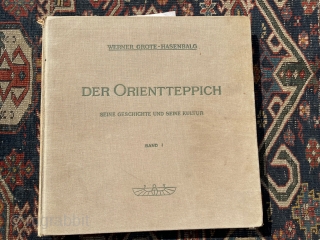 WERNER GROTE-HASENBALG
DER ORIENTTEPPICH
SEINE GESCHICHTE UND SEINE KULTUR
BAND I